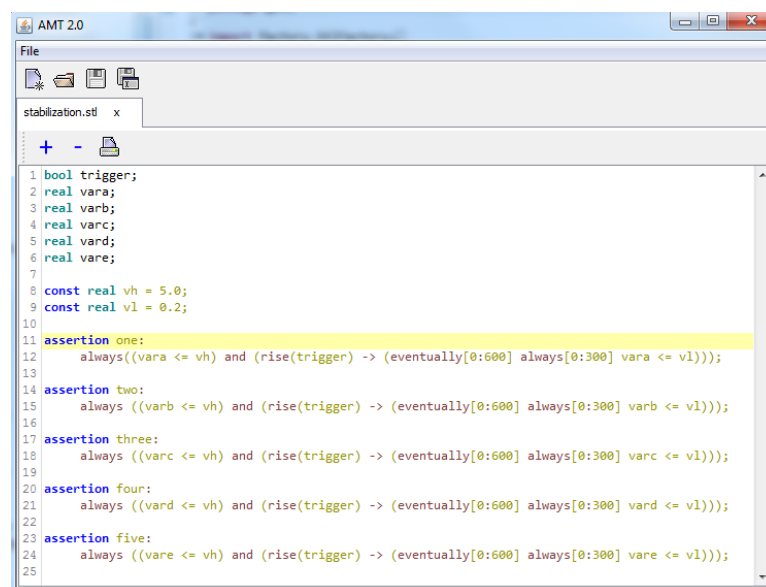 AMT 2.0
File
stabilization.stl x
+ -
1 bool trigger;
2 real vara;
3 real varb;
4 real varc;
5 real vard;
6 real vare;
7
8 const real vh = 5.0;
9 const real vl = 0.2;
10
11 assertion one:
12 always((vara <= vh) and (rise(trigger) -> (eventually[0:600] always[0:300] vara <= vl)));
13
14 assertion two:
15 always ((varb <= vh) and (rise(trigger) -> (eventually[0:600] always[0:300] varb <= vl)));
16
17 assertion three:
18 always ((varc <= vh) and (rise(trigger) -> (eventually[0:600] always[0:300] varc <= vl)));
19
20 assertion four:
21 always ((vard <= vh) and (rise(trigger) -> (eventually[0:600] always[0:300] vard <= vl)));
22
23 assertion five:
24 always ((vare <= vh) and (rise(trigger) -> (eventually[0:600] always[0:300] vare <= vl)));
25